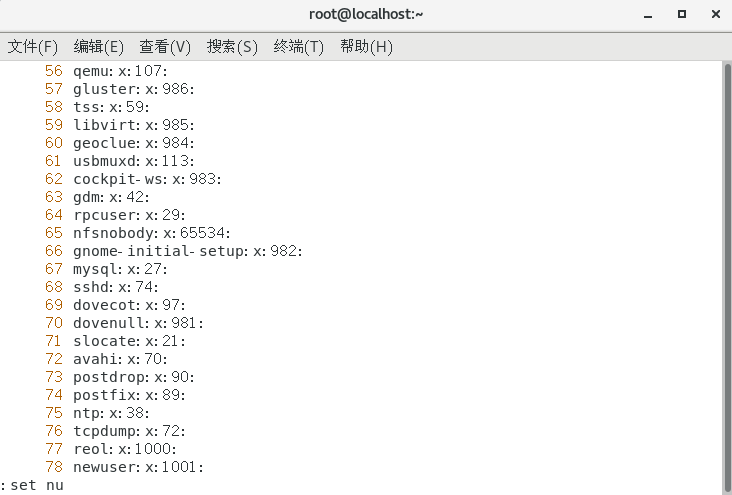 root@localhost:~
文件(F) 编辑(E) 查看(V) 搜索(S) 终端(T) 帮助(H)
56 qemu:x:107:
57 gluster:x:986:
58 tss:x:59:
59 libvirt:x:985:
60 geoclue:x:984:
61 usbmuxd:x:113:
62 cockpit-ws:x:983:
63 gdm:x:42:
64 rpcuser:x:29:
65 nfsnobody:x:65534:
66 gnome-initial-setup:x:982:
67 mysql:x:27:
68 sshd:x:74:
69 dovecot:x:97:
70 dovenull:x:981:
71 slocate:x:21:
72 avahi:x:70:
73 postdrop:x:90:
74 postfix:x:89:
75 ntp:x:38:
76 tcpdump:x:72:
77 reol:x:1000:
78 newuser:x:1001:
:set nu